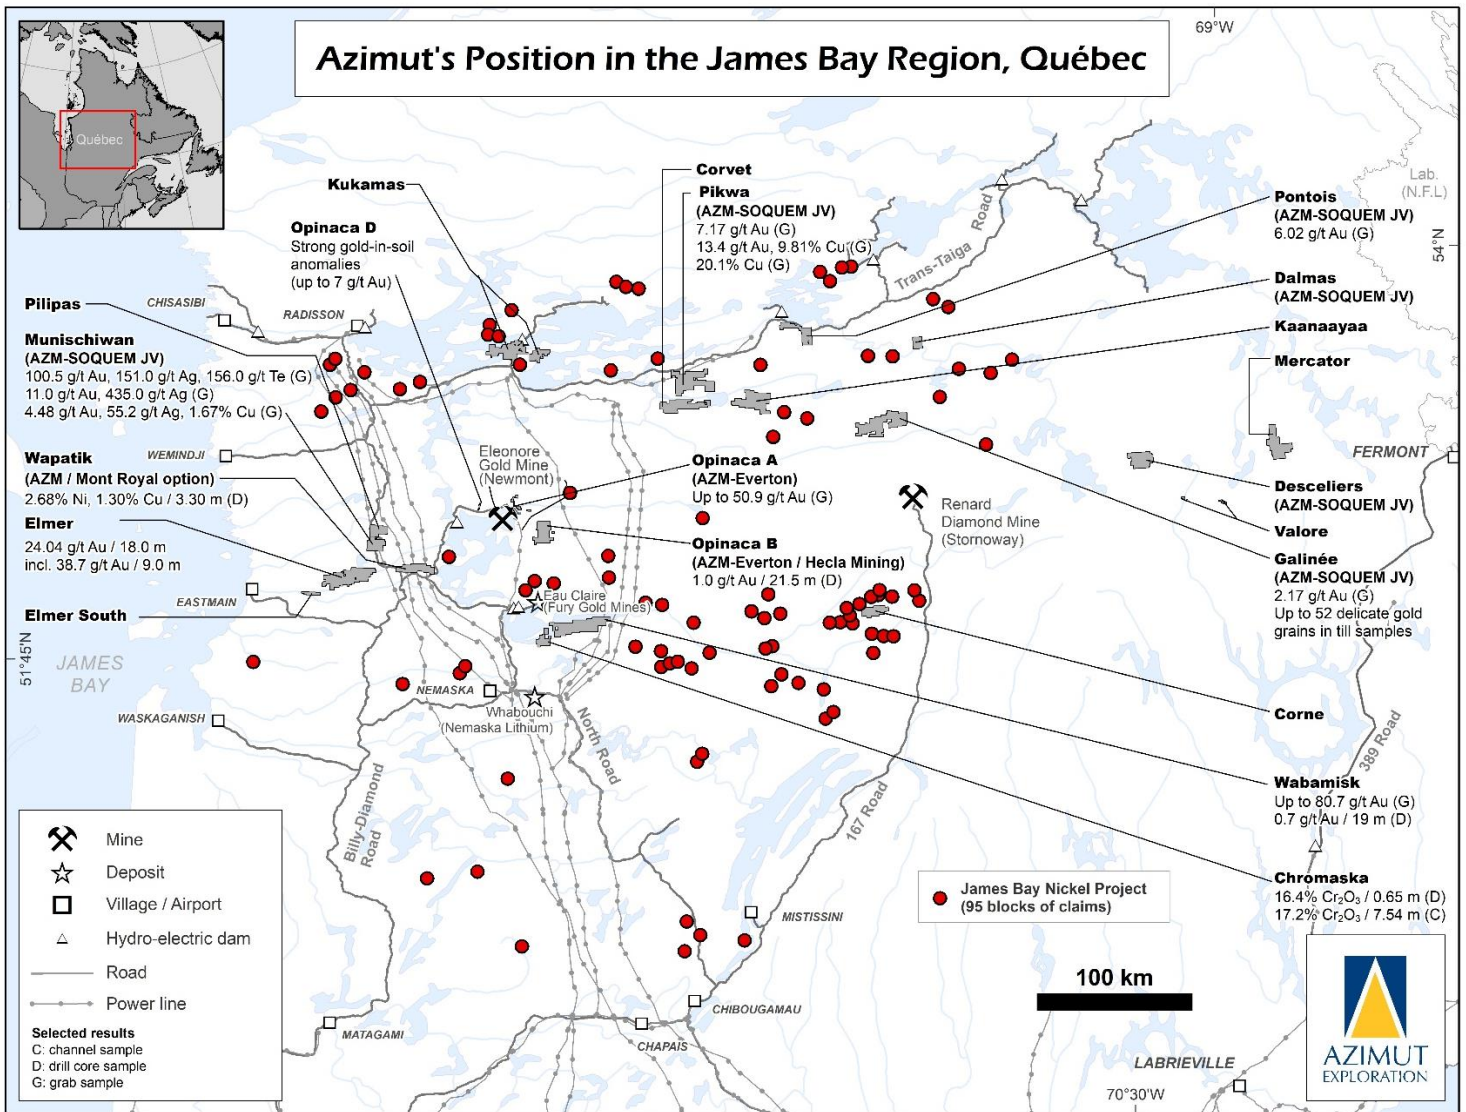 69°W
Azimut's Position in the James Bay Region, Québec
Québec
Lab.
(N.F.L)
54°N
Kukamas
Opinaca D
Strong gold-in-soil
anomalies
(up to 7 g/t Au)
Corvet
Pikwa
(AZM-SOQUEM JV)
7.17 g/t Au (G)
13.4 g/t Au, 9.81% Cu (G)
20.1% Cu (G)
Trans-Taiga Road
Pontois
(AZM-SOQUEM JV)
6.02 g/t Au (G)
Dalmas
(AZM-SOQUEM JV)
Kaanaayaa
Mercator
FERMONT
Pilipas
CHISASIBI
RADISSON
Munischiwan
(AZM-SOQUEM JV)
100.5 g/t Au, 151.0 g/t Ag, 156.0 g/t Te (G)
11.0 g/t Au, 435.0 g/t Ag (G)
4.48 g/t Au, 55.2 g/t Ag, 1.67% Cu (G)
Wapatik
WEMINDJI
(AZM / Mont Royal option)
2.68% Ni, 1.30% Cu / 3.30 m (D)
Elmer
24.04 g/t Au / 18.0 m
incl. 38.7 g/t Au / 9.0 m
EASTMAIN
Elmer South
Eleonore
Gold Mine
(Newmont)
Opinaca A
(AZM-Everton)
Up to 50.9 g/t Au (G)
Opinaca B
(AZM-Everton / Hecla Mining)
1.0 g/t Au / 21.5 m (D)
Renard
Diamond Mine
(Stornoway)
Desceliers
(AZM-SOQUEM JV)
Valore
Galinée
(AZM-SOQUEM JV)
2.17 g/t Au (G)
Up to 52 delicate gold
grains in till samples
Eau Claire
(Fury Gold Mines)
51°45'N
JAMES
BAY
NEMASKA
WASKAGANISH
Whabouchi
(Nemaska Lithium)
North Road
Billy-Diamond
Road
167 Road
389 Road
Corne
Wabamisk
Up to 80.7 g/t Au (G)
0.7 g/t Au / 19 m (D)
Chromaska
16.4% Cr₂O₃ / 0.65 m (D)
17.2% Cr₂O₃ / 7.54 m (C)
Mine
Deposit
Village / Airport
Hydro-electric dam
Road
Power line
Selected results
C: channel sample
D: drill core sample
G: grab sample
James Bay Nickel Project
(95 blocks of claims)
MISTISSINI
CHIBOUGAMAU
CHAPAIS
MATAGAMI
100 km
LABRIEVILLE
70°30'W
AZIMUT
EXPLORATION